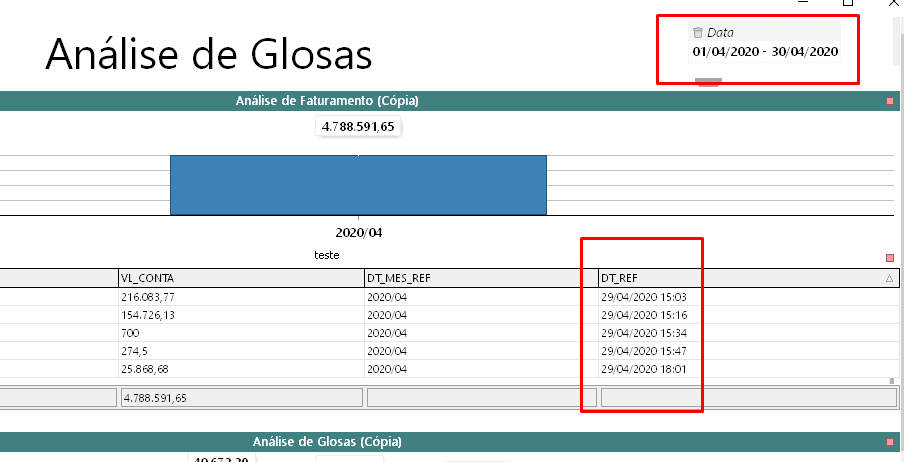 Data
01/04/2020 - 30/04/2020
Análise de Glosas
Análise de Faturamento (Cópia)
4.788.591,65
2020/04
teste
VL_CONTA DT_MES_REF DT_REF
216.083,77 2020/04 29/04/2020 15:03
154.726,13 2020/04 29/04/2020 15:16
700 2020/04 29/04/2020 15:34
274,5 2020/04 29/04/2020 15:47
25.868,68 2020/04 29/04/2020 18:01
4.788.591,65
Análise de Glosas (Cópia)